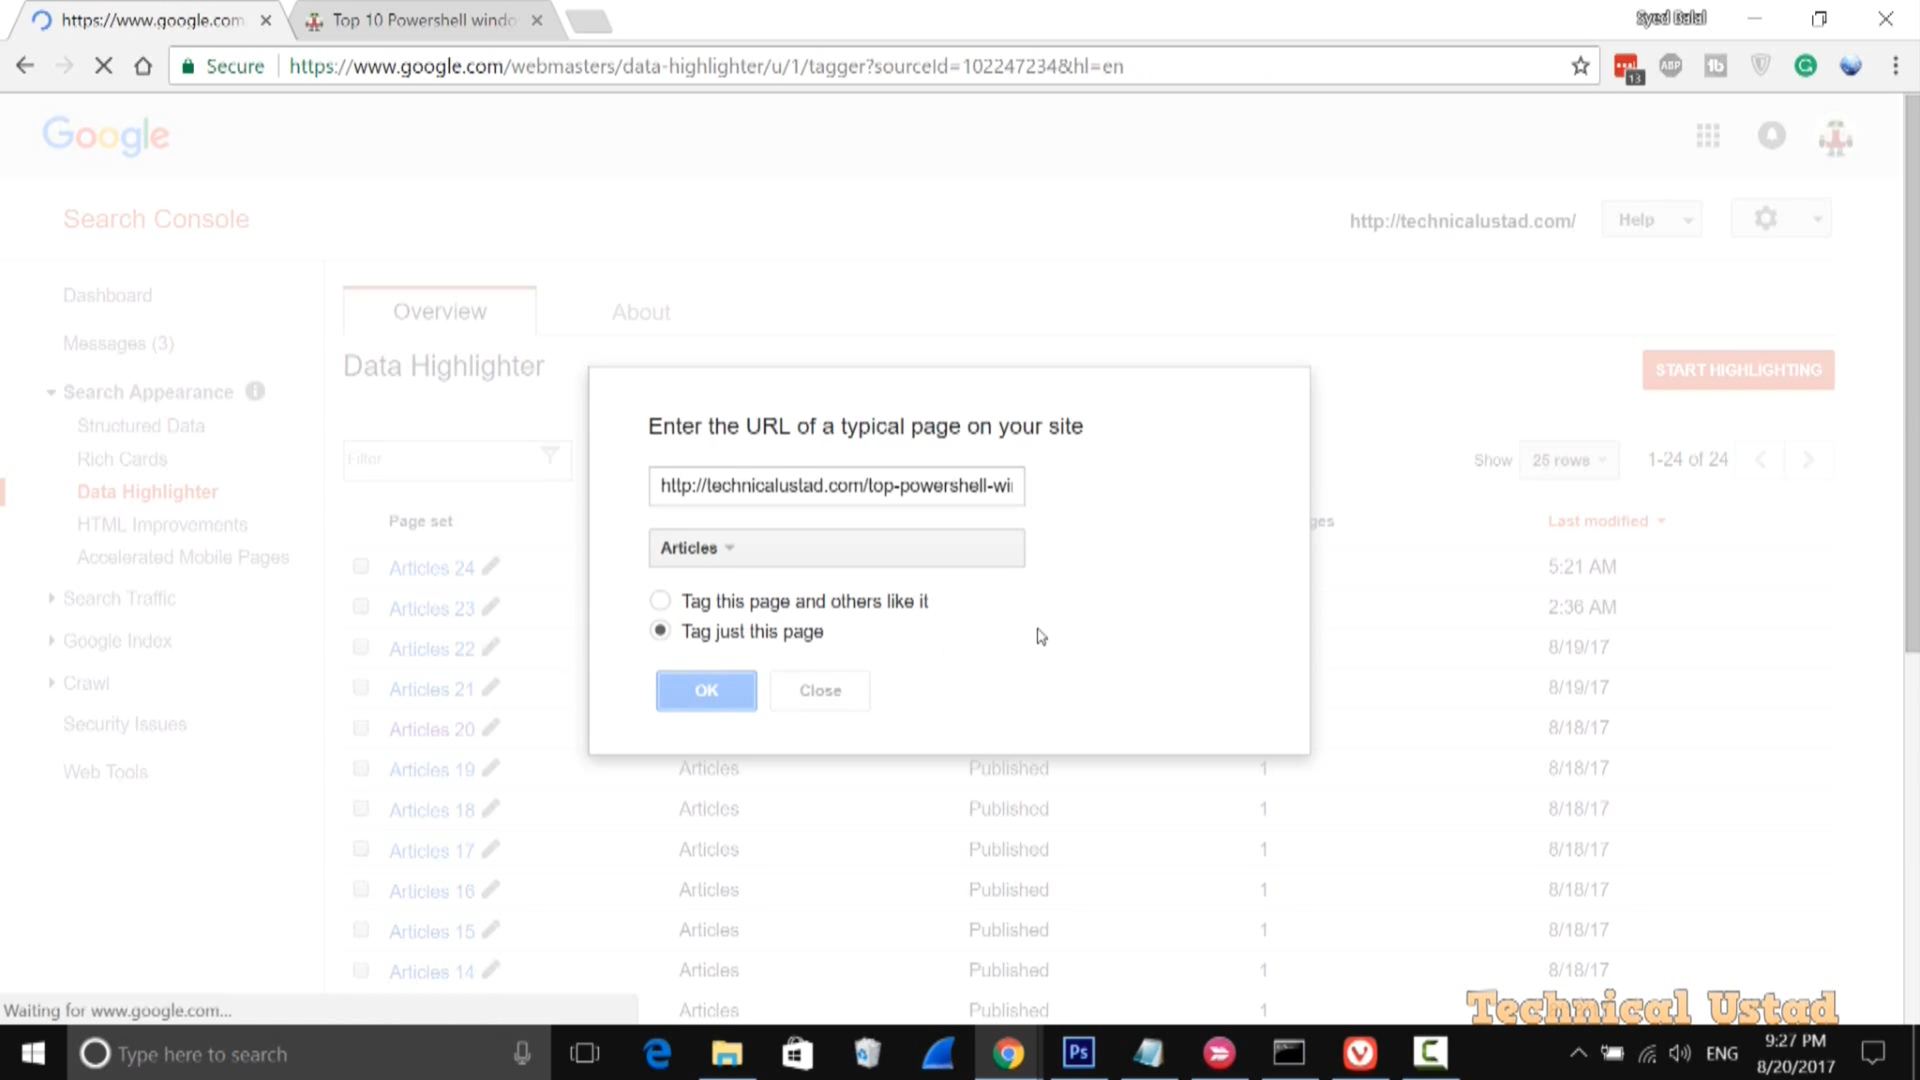 https://www.google.com
Top 10 Powershell windo
Syed Balal
Secure
https://www.google.com/webmasters/data-highlighter/u/1/tagger?sourceId=102247234&hl=en
13
ABP
tb
Google
Search Console
http://technicalustad.com/
Help
Dashboard
Messages (3)
Search Appearance
Structured Data
Rich Cards
Data Highlighter
HTML Improvements
Accelerated Mobile Pages
Search Traffic
Google Index
Crawl
Security Issues
Web Tools
Overview
About
Data Highlighter
START HIGHLIGHTING
Filter
Show
25 rows
1-24 of 24
Page set
ges
Last modified
Enter the URL of a typical page on your site
http://technicalustad.com/top-powershell-wi
Articles
Tag this page and others like it
Tag just this page
OK
Close
Articles 24 5:21 AM
Articles 23 2:36 AM
Articles 22 8/19/17
Articles 21 8/19/17
Articles 20 8/18/17
Articles 19 Articles Published 1 8/18/17
Articles 18 Articles Published 1 8/18/17
Articles 17 Articles Published 1 8/18/17
Articles 16 Articles Published 1 8/18/17
Articles 15 Articles Published 1 8/18/17
Articles 14 Articles Published 1 8/18/17
Articles Published 1
Waiting for www.google.com...
Technical Ustad
Type here to search
Ps
ENG
9:27 PM
8/20/2017